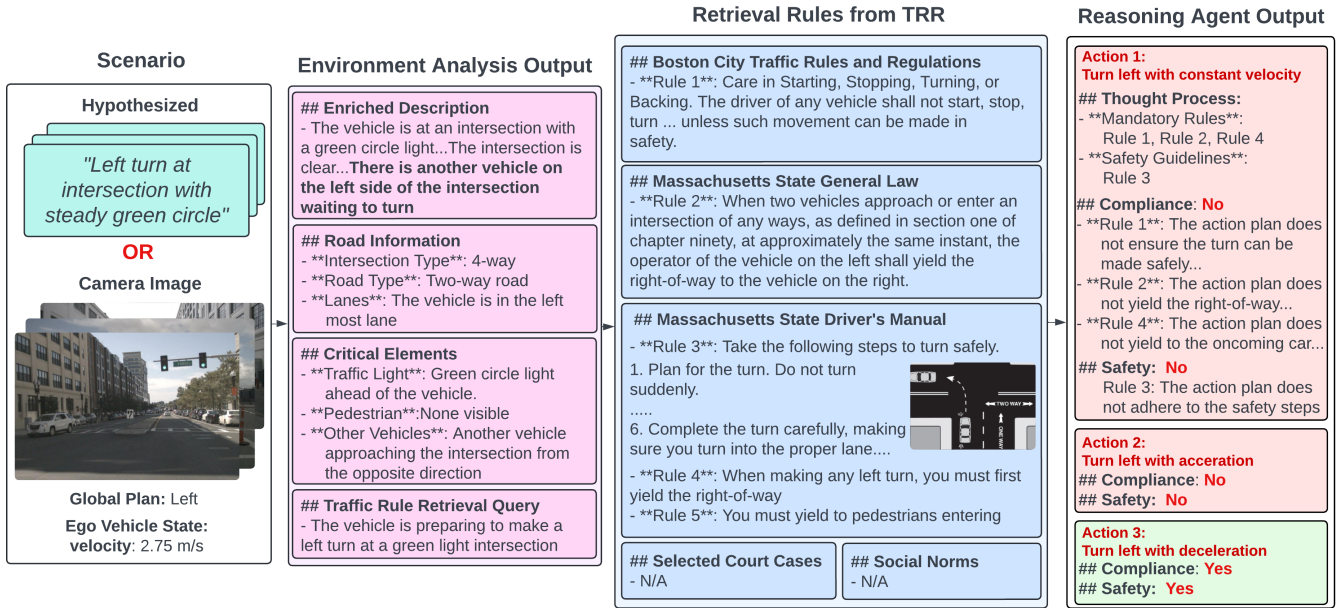 Scenario
Hypothesized
"Left turn at
intersection with
steady green circle"
OR
Camera Image
Global Plan: Left
Ego Vehicle State:
velocity: 2.75 m/s
Environment Analysis Output
## Enriched Description
- The vehicle is at an intersection with
a green circle light...The intersection is
clear...There is another vehicle on
the left side of the intersection
waiting to turn
## Road Information
- **Intersection Type**: 4-way
- **Road Type**: Two-way road
- **Lanes**: The vehicle is in the left
most lane
## Critical Elements
- **Traffic Light**: Green circle light
ahead of the vehicle.
- **Pedestrian**:None visible
- **Other Vehicles**: Another vehicle
approaching the intersection from
the opposite direction
## Traffic Rule Retrieval Query
- The vehicle is preparing to make a
left turn at a green light intersection
Retrieval Rules from TRR
## Boston City Traffic Rules and Regulations
- **Rule 1**: Care in Starting, Stopping, Turning, or
Backing. The driver of any vehicle shall not start, stop,
turn ... unless such movement can be made in
safety.
## Massachusetts State General Law
- **Rule 2**: When two vehicles approach or enter an
intersection of any ways, as defined in section one of
chapter ninety, at approximately the same instant, the
operator of the vehicle on the left shall yield the
right-of-way to the vehicle on the right.
## Massachusetts State Driver's Manual
- **Rule 3**: Take the following steps to turn safely.
1. Plan for the turn. Do not turn
suddenly.
.....
6. Complete the turn carefully, making
sure you turn into the proper lane....
TWO WAY
ONE WAY
- **Rule 4**: When making any left turn, you must first
yield the right-of-way
- **Rule 5**: You must yield to pedestrians entering
## Selected Court Cases
- N/A
## Social Norms
- N/A
Reasoning Agent Output
Action 1:
Turn left with constant velocity
## Thought Process:
- **Mandatory Rules**:
Rule 1, Rule 2, Rule 4
- **Safety Guidelines**:
Rule 3
## Compliance: No
- **Rule 1**: The action plan does
not ensure the turn can be
made safely...
- **Rule 2**: The action plan does
not yield the right-of-way...
- **Rule 4**: The action plan does
not yield to the oncoming car...
## Safety: No
Rule 3: The action plan does
not adhere to the safety steps
Action 2:
Turn left with acceration
## Compliance: No
## Safety: No
Action 3:
Turn left with deceleration
## Compliance: Yes
## Safety: Yes